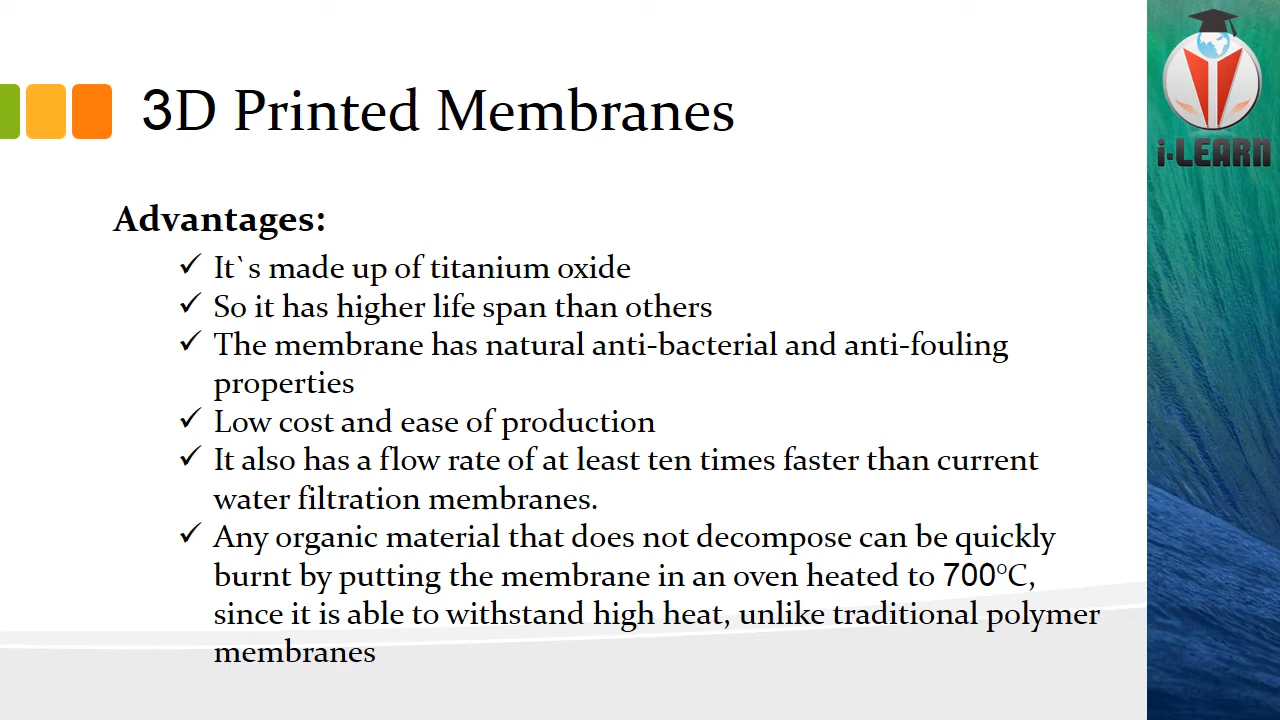 3D Printed Membranes
i-LEARN
Advantages:
✓ It`s made up of titanium oxide
✓ So it has higher life span than others
✓ The membrane has natural anti-bacterial and anti-fouling
properties
✓ Low cost and ease of production
✓ It also has a flow rate of at least ten times faster than current
water filtration membranes.
✓ Any organic material that does not decompose can be quickly
burnt by putting the membrane in an oven heated to 700°C,
since it is able to withstand high heat, unlike traditional polymer
membranes